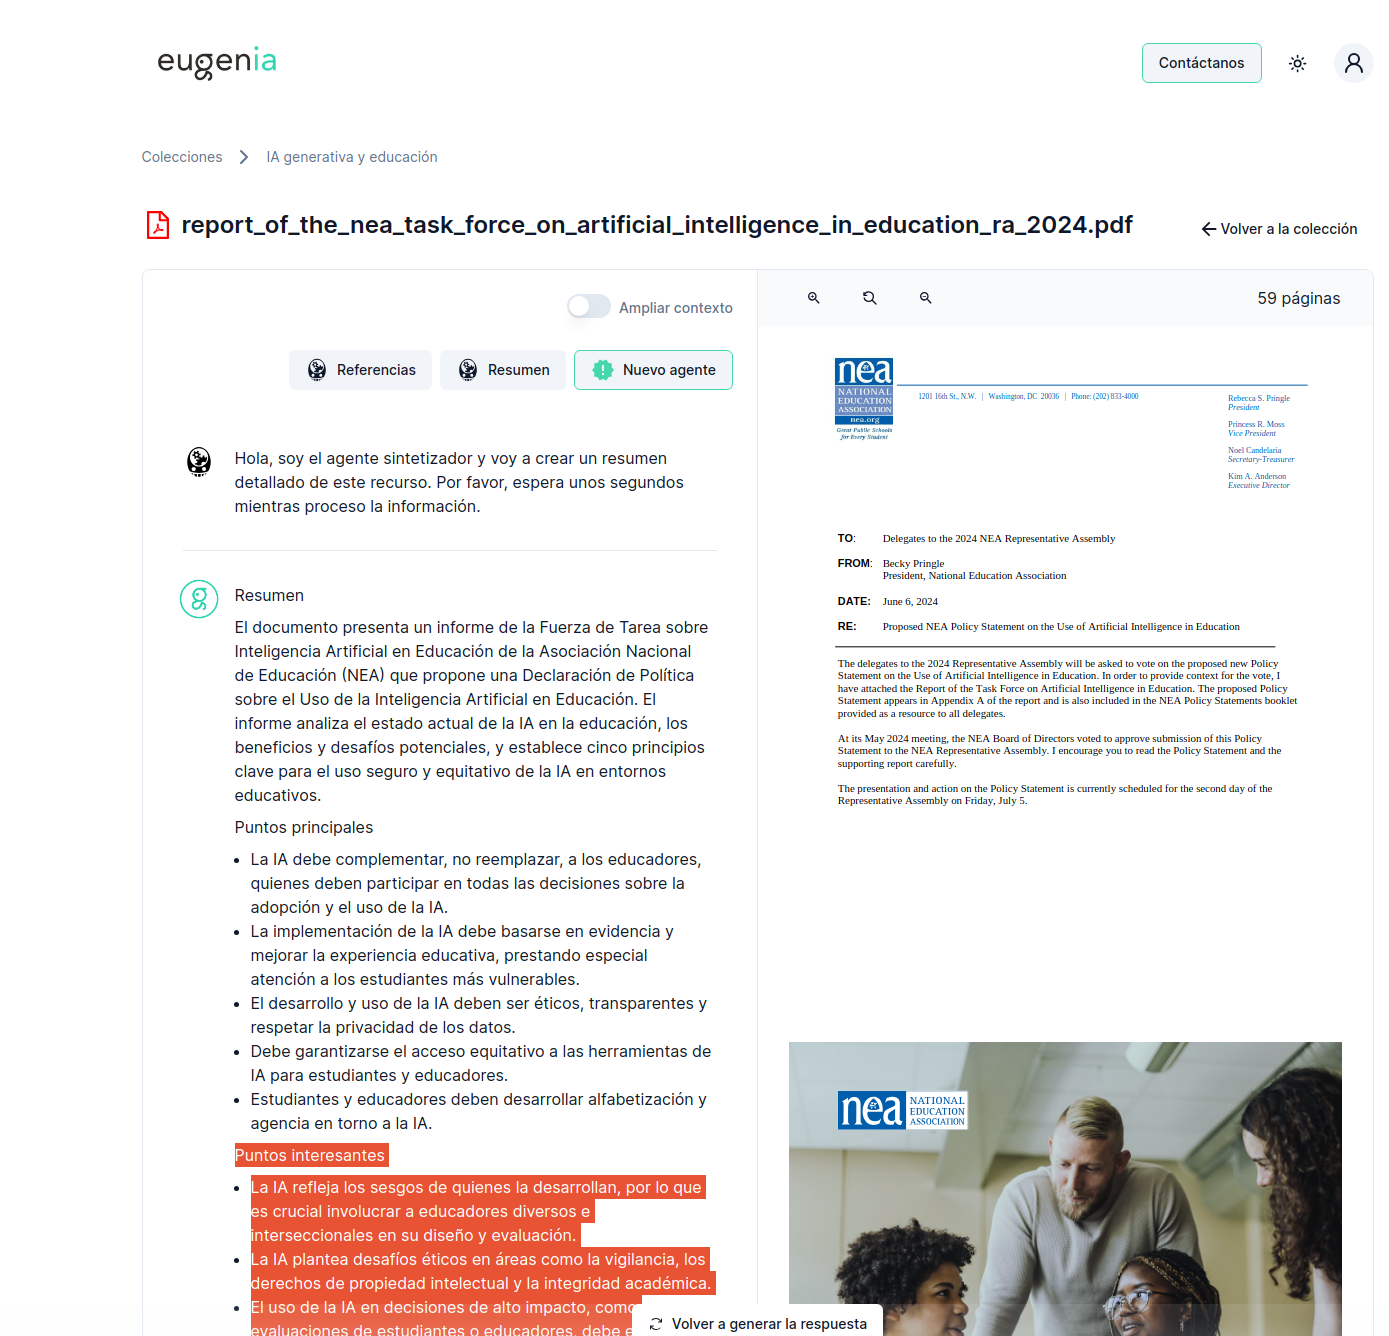 eugenia
Contáctanos
Colecciones
IA generativa y educación
report_of_the_nea_task_force_on_artificial_intelligence_in_education_ra_2024.pdf
Volver a la colección
Ampliar contexto
Referencias
Resumen
Nuevo agente
Hola, soy el agente sintetizador y voy a crear un resumen
detallado de este recurso. Por favor, espera unos segundos
mientras proceso la información.
Resumen
El documento presenta un informe de la Fuerza de Tarea sobre
Inteligencia Artificial en Educación de la Asociación Nacional
de Educación (NEA) que propone una Declaración de Política
sobre el Uso de la Inteligencia Artificial en Educación. El
informe analiza el estado actual de la IA en la educación, los
beneficios y desafíos potenciales, y establece cinco principios
clave para el uso seguro y equitativo de la IA en entornos
educativos.
Puntos principales
La IA debe complementar, no reemplazar, a los educadores,
quienes deben participar en todas las decisiones sobre la
adopción y el uso de la IA.
La implementación de la IA debe basarse en evidencia y
mejorar la experiencia educativa, prestando especial
atención a los estudiantes más vulnerables.
El desarrollo y uso de la IA deben ser éticos, transparentes y
respetar la privacidad de los datos.
Debe garantizarse el acceso equitativo a las herramientas de
IA para estudiantes y educadores.
Estudiantes y educadores deben desarrollar alfabetización y
agencia en torno a la IA.
Puntos interesantes
La IA refleja los sesgos de quienes la desarrollan, por lo que
es crucial involucrar a educadores diversos e
interseccionales en su diseño y evaluación.
La IA plantea desafíos éticos en áreas como la vigilancia, los
derechos de propiedad intelectual y la integridad académica.
El uso de la IA en decisiones de alto impacto, como
evaluaciones de estudiantes o educadores, debe
Volver a generar la respuesta
59 páginas
nea
NATIONAL
EDUCATION
ASSOCIATION
nea.org
Great Public Schools
for Every Student
1201 16th St., N.W. | Washington, DC 20036 | Phone: (202) 833-4000
Rebecca S. Pringle
President
Princess R. Moss
Vice President
Noel Candelaria
Secretary-Treasurer
Kim A. Anderson
Executive Director
TO: Delegates to the 2024 NEA Representative Assembly
FROM: Becky Pringle
President, National Education Association
DATE: June 6, 2024
RE: Proposed NEA Policy Statement on the Use of Artificial Intelligence in Education
The delegates to the 2024 Representative Assembly will be asked to vote on the proposed new Policy
Statement on the Use of Artificial Intelligence in Education. In order to provide context for the vote, I
have attached the Report of the Task Force on Artificial Intelligence in Education. The proposed Policy
Statement appears in Appendix A of the report and is also included in the NEA Policy Statements booklet
provided as a resource to all delegates.
At its May 2024 meeting, the NEA Board of Directors voted to approve submission of this Policy
Statement to the NEA Representative Assembly. I encourage you to read the Policy Statement and the
supporting report carefully.
The presentation and action on the Policy Statement is currently scheduled for the second day of the
Representative Assembly on Friday, July 5.
nea
NATIONAL
EDUCATION
ASSOCIATION